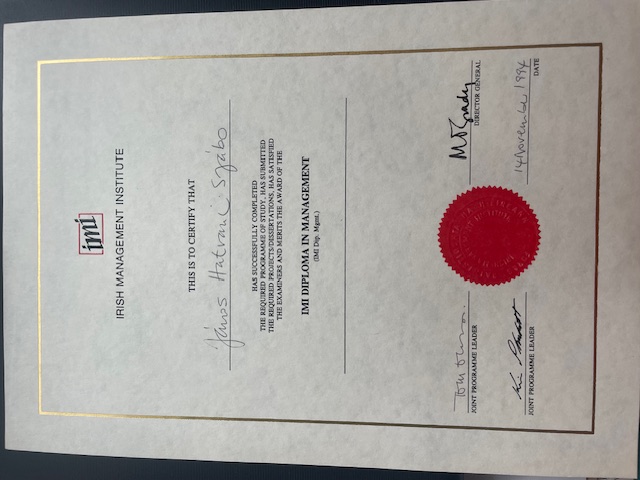 imi
IRISH MANAGEMENT INSTITUTE
THIS IS TO CERTIFY THAT
János Hatvani Szabo
HAS SUCCESSFULLY COMPLETED
THE REQUIRED PROGRAMME OF STUDY, HAS SUBMITTED
THE REQUIRED PROJECTS/DISSERTATIONS, HAS SATISFIED
THE EXAMINERS AND MERITS THE AWARD OF THE
IMI DIPLOMA IN MANAGEMENT
(IMI Dip. Mgmt.)
JOINT PROGRAMME LEADER
DIRECTOR GENERAL
JOINT PROGRAMME LEADER
14 November 1994
DATE